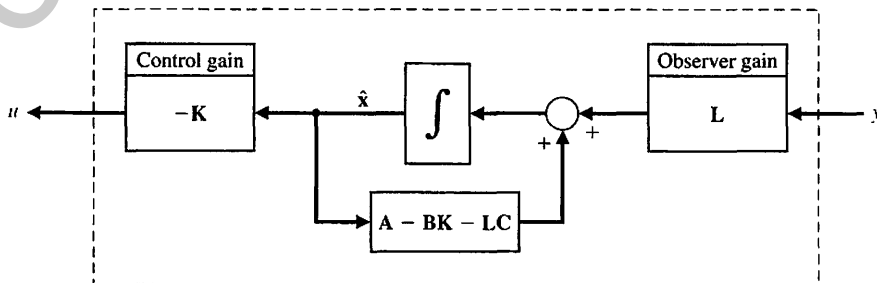 Control gain
Observer gain
u
−K
x̂
∫
L
y
+
+
A − BK − LC